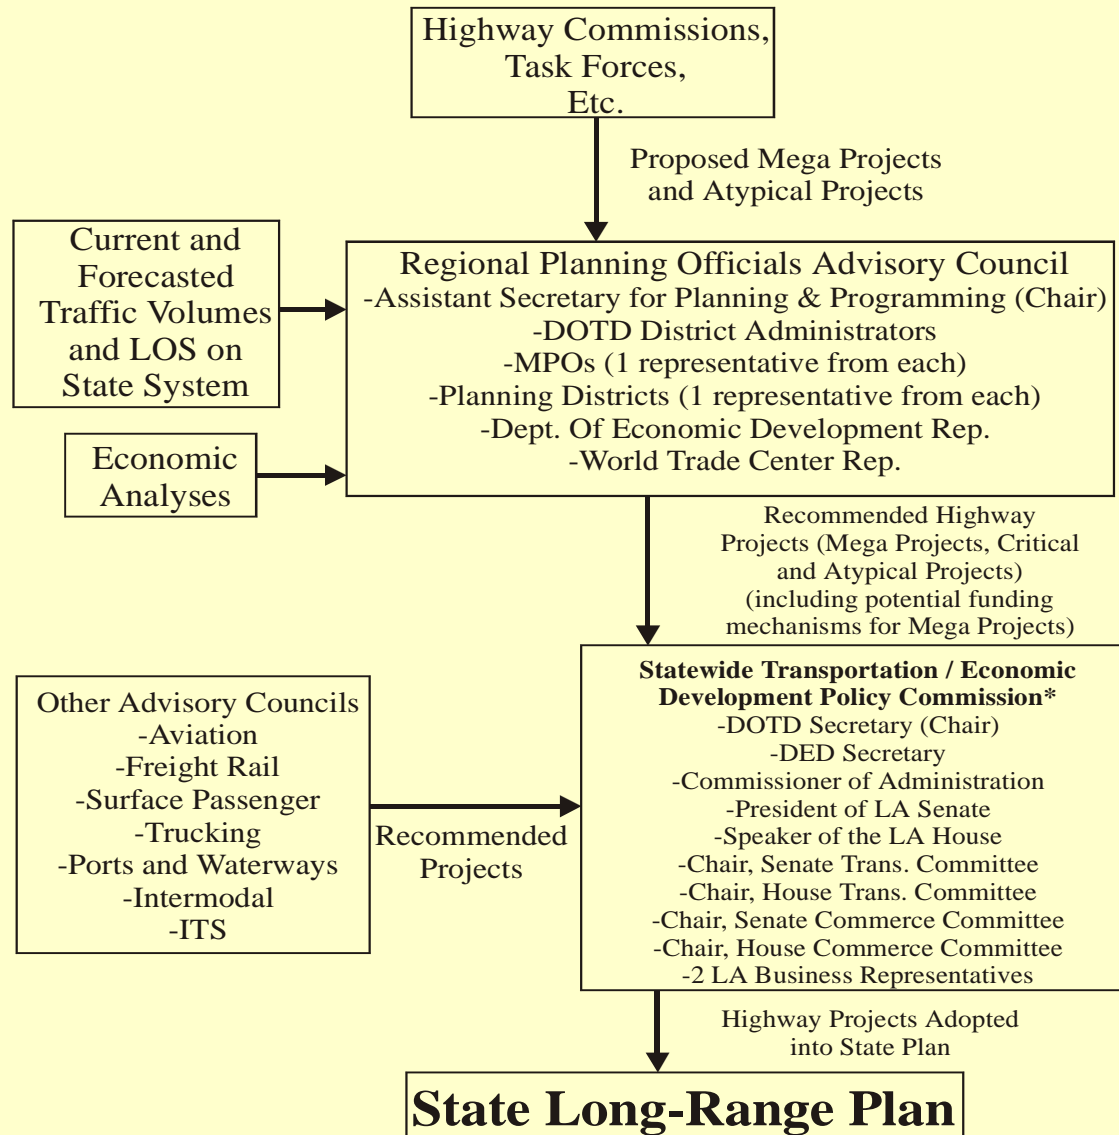 Highway Commissions,
Task Forces,
Etc.
Proposed Mega Projects
and Atypical Projects
Current and
Forecasted
Traffic Volumes
and LOS on
State System
Regional Planning Officials Advisory Council
-Assistant Secretary for Planning & Programming (Chair)
-DOTD District Administrators
-MPOs (1 representative from each)
-Planning Districts (1 representative from each)
-Dept. Of Economic Development Rep.
-World Trade Center Rep.
Economic
Analyses
Recommended Highway
Projects (Mega Projects, Critical
and Atypical Projects)
(including potential funding
mechanisms for Mega Projects)
Other Advisory Councils
-Aviation
-Freight Rail
-Surface Passenger
-Trucking
-Ports and Waterways
-Intermodal
-ITS
Recommended
Projects
Statewide Transportation / Economic
Development Policy Commission*
-DOTD Secretary (Chair)
-DED Secretary
-Commissioner of Administration
-President of LA Senate
-Speaker of the LA House
-Chair, Senate Trans. Committee
-Chair, House Trans. Committee
-Chair, Senate Commerce Committee
-Chair, House Commerce Committee
-2 LA Business Representatives
Highway Projects Adopted
into State Plan
State Long-Range Plan